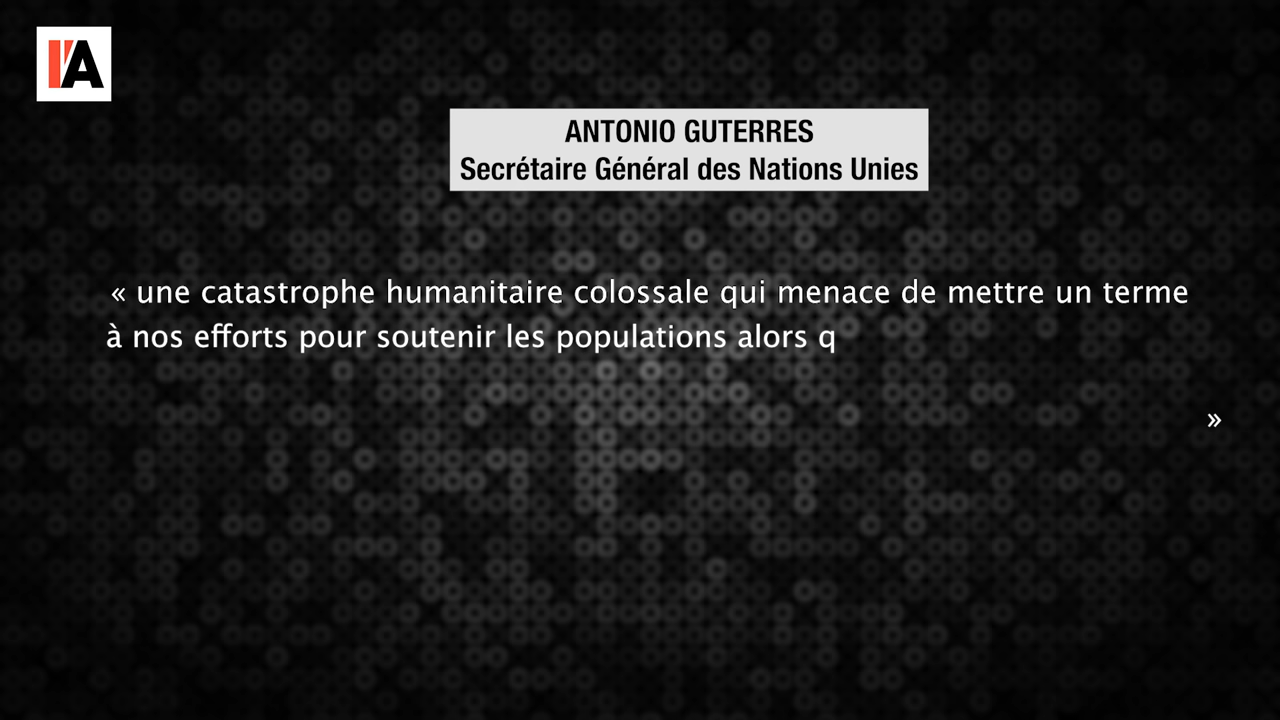 l'A
ANTONIO GUTERRES
Secrétaire Général des Nations Unies
« une catastrophe humanitaire colossale qui menace de mettre un terme
à nos efforts pour soutenir les populations alors q
»